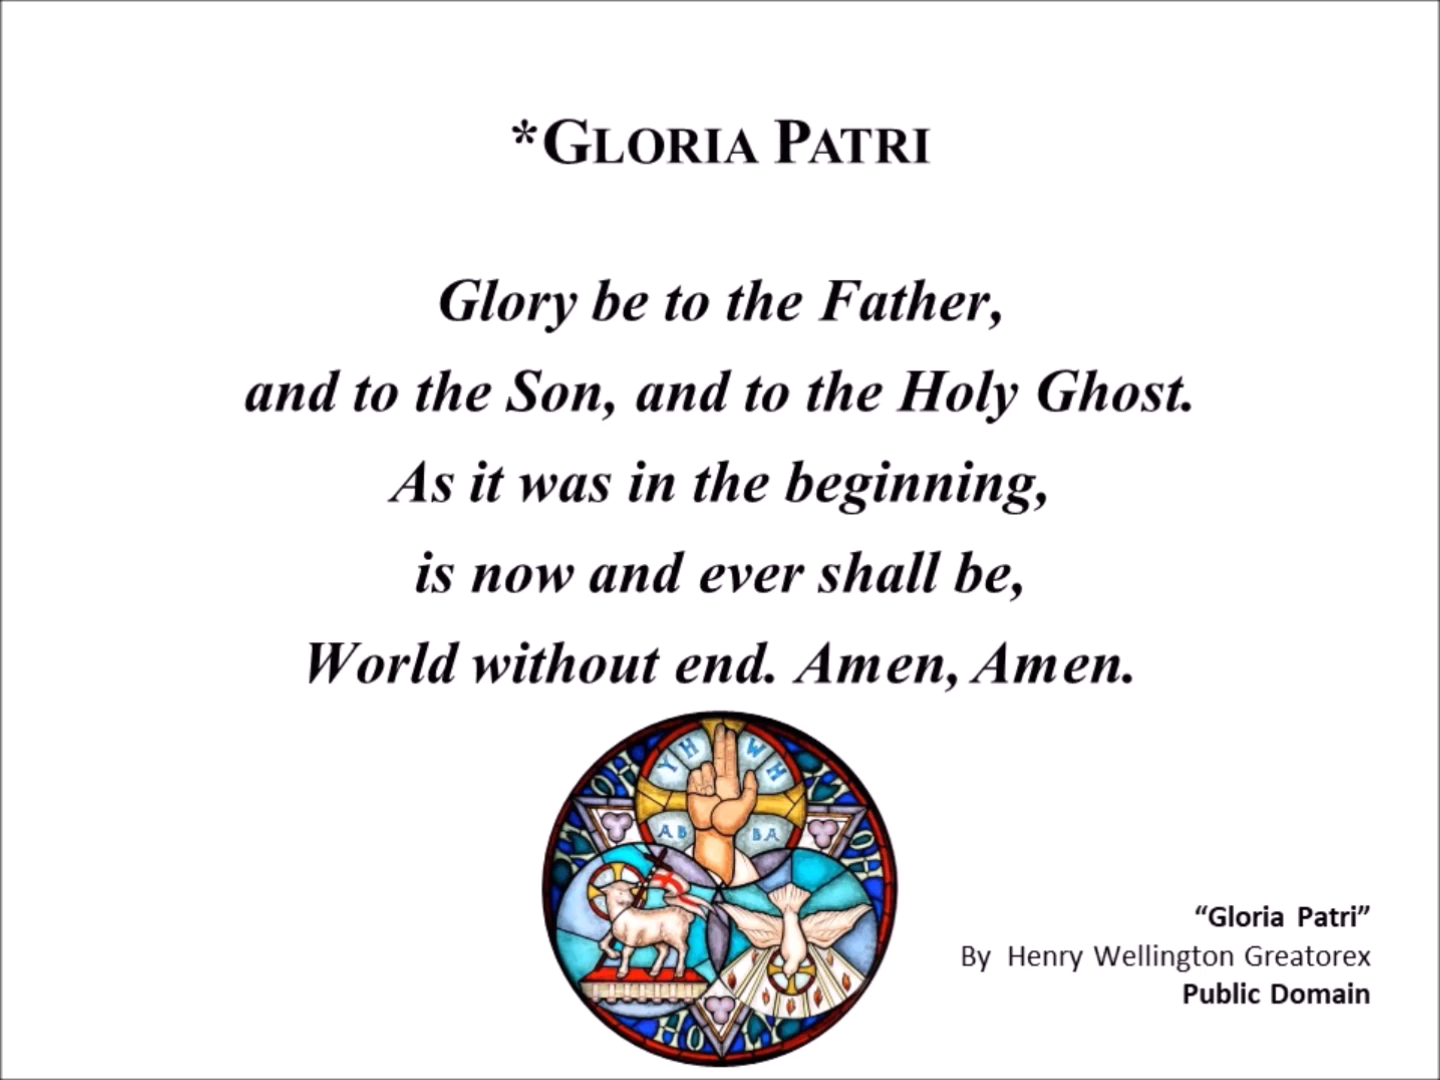 *GLORIA PATRI
Glory be to the Father,
and to the Son, and to the Holy Ghost.
As it was in the beginning,
is now and ever shall be,
World without end. Amen, Amen.
YH WH
AB BA
“Gloria Patri”
By Henry Wellington Greatorex
Public Domain